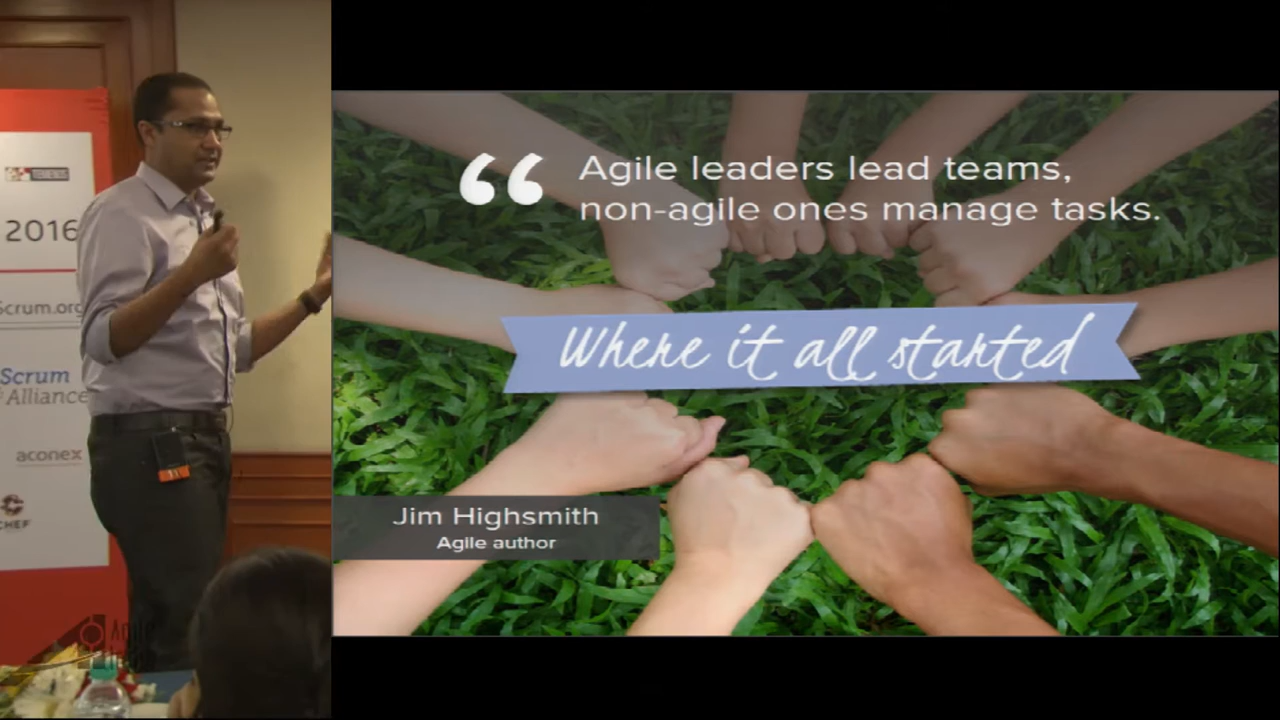 2016
Scrum.org
Scrum
Alliance
aconex
CHEF
“ Agile leaders lead teams,
non-agile ones manage tasks.
Where it all started
Jim Highsmith
Agile author